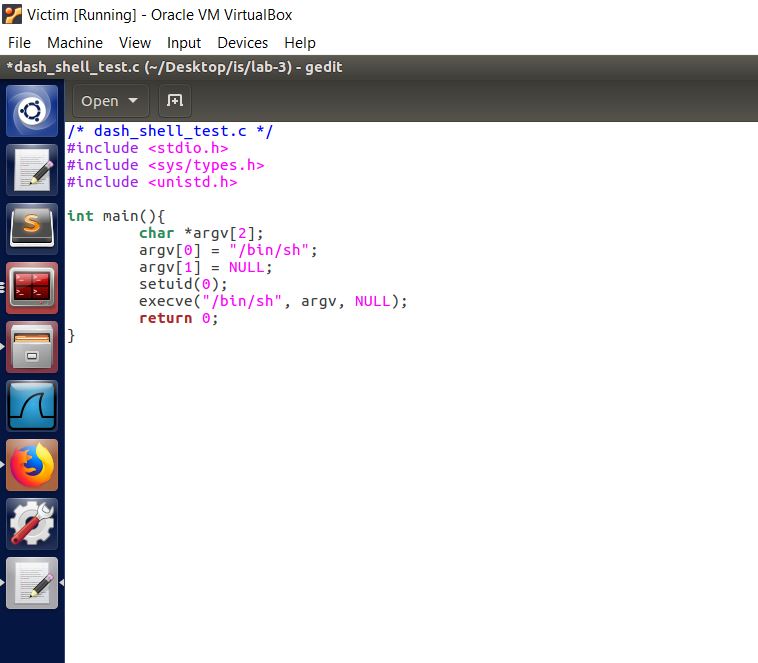 Victim [Running] - Oracle VM VirtualBox
File Machine View Input Devices Help
*dash_shell_test.c (~/Desktop/is/lab-3) - gedit
Open
/* dash_shell_test.c */
#include <stdio.h>
#include <sys/types.h>
#include <unistd.h>
int main(){
        char *argv[2];
        argv[0] = "/bin/sh";
        argv[1] = NULL;
        setuid(0);
        execve("/bin/sh", argv, NULL);
        return 0;
}